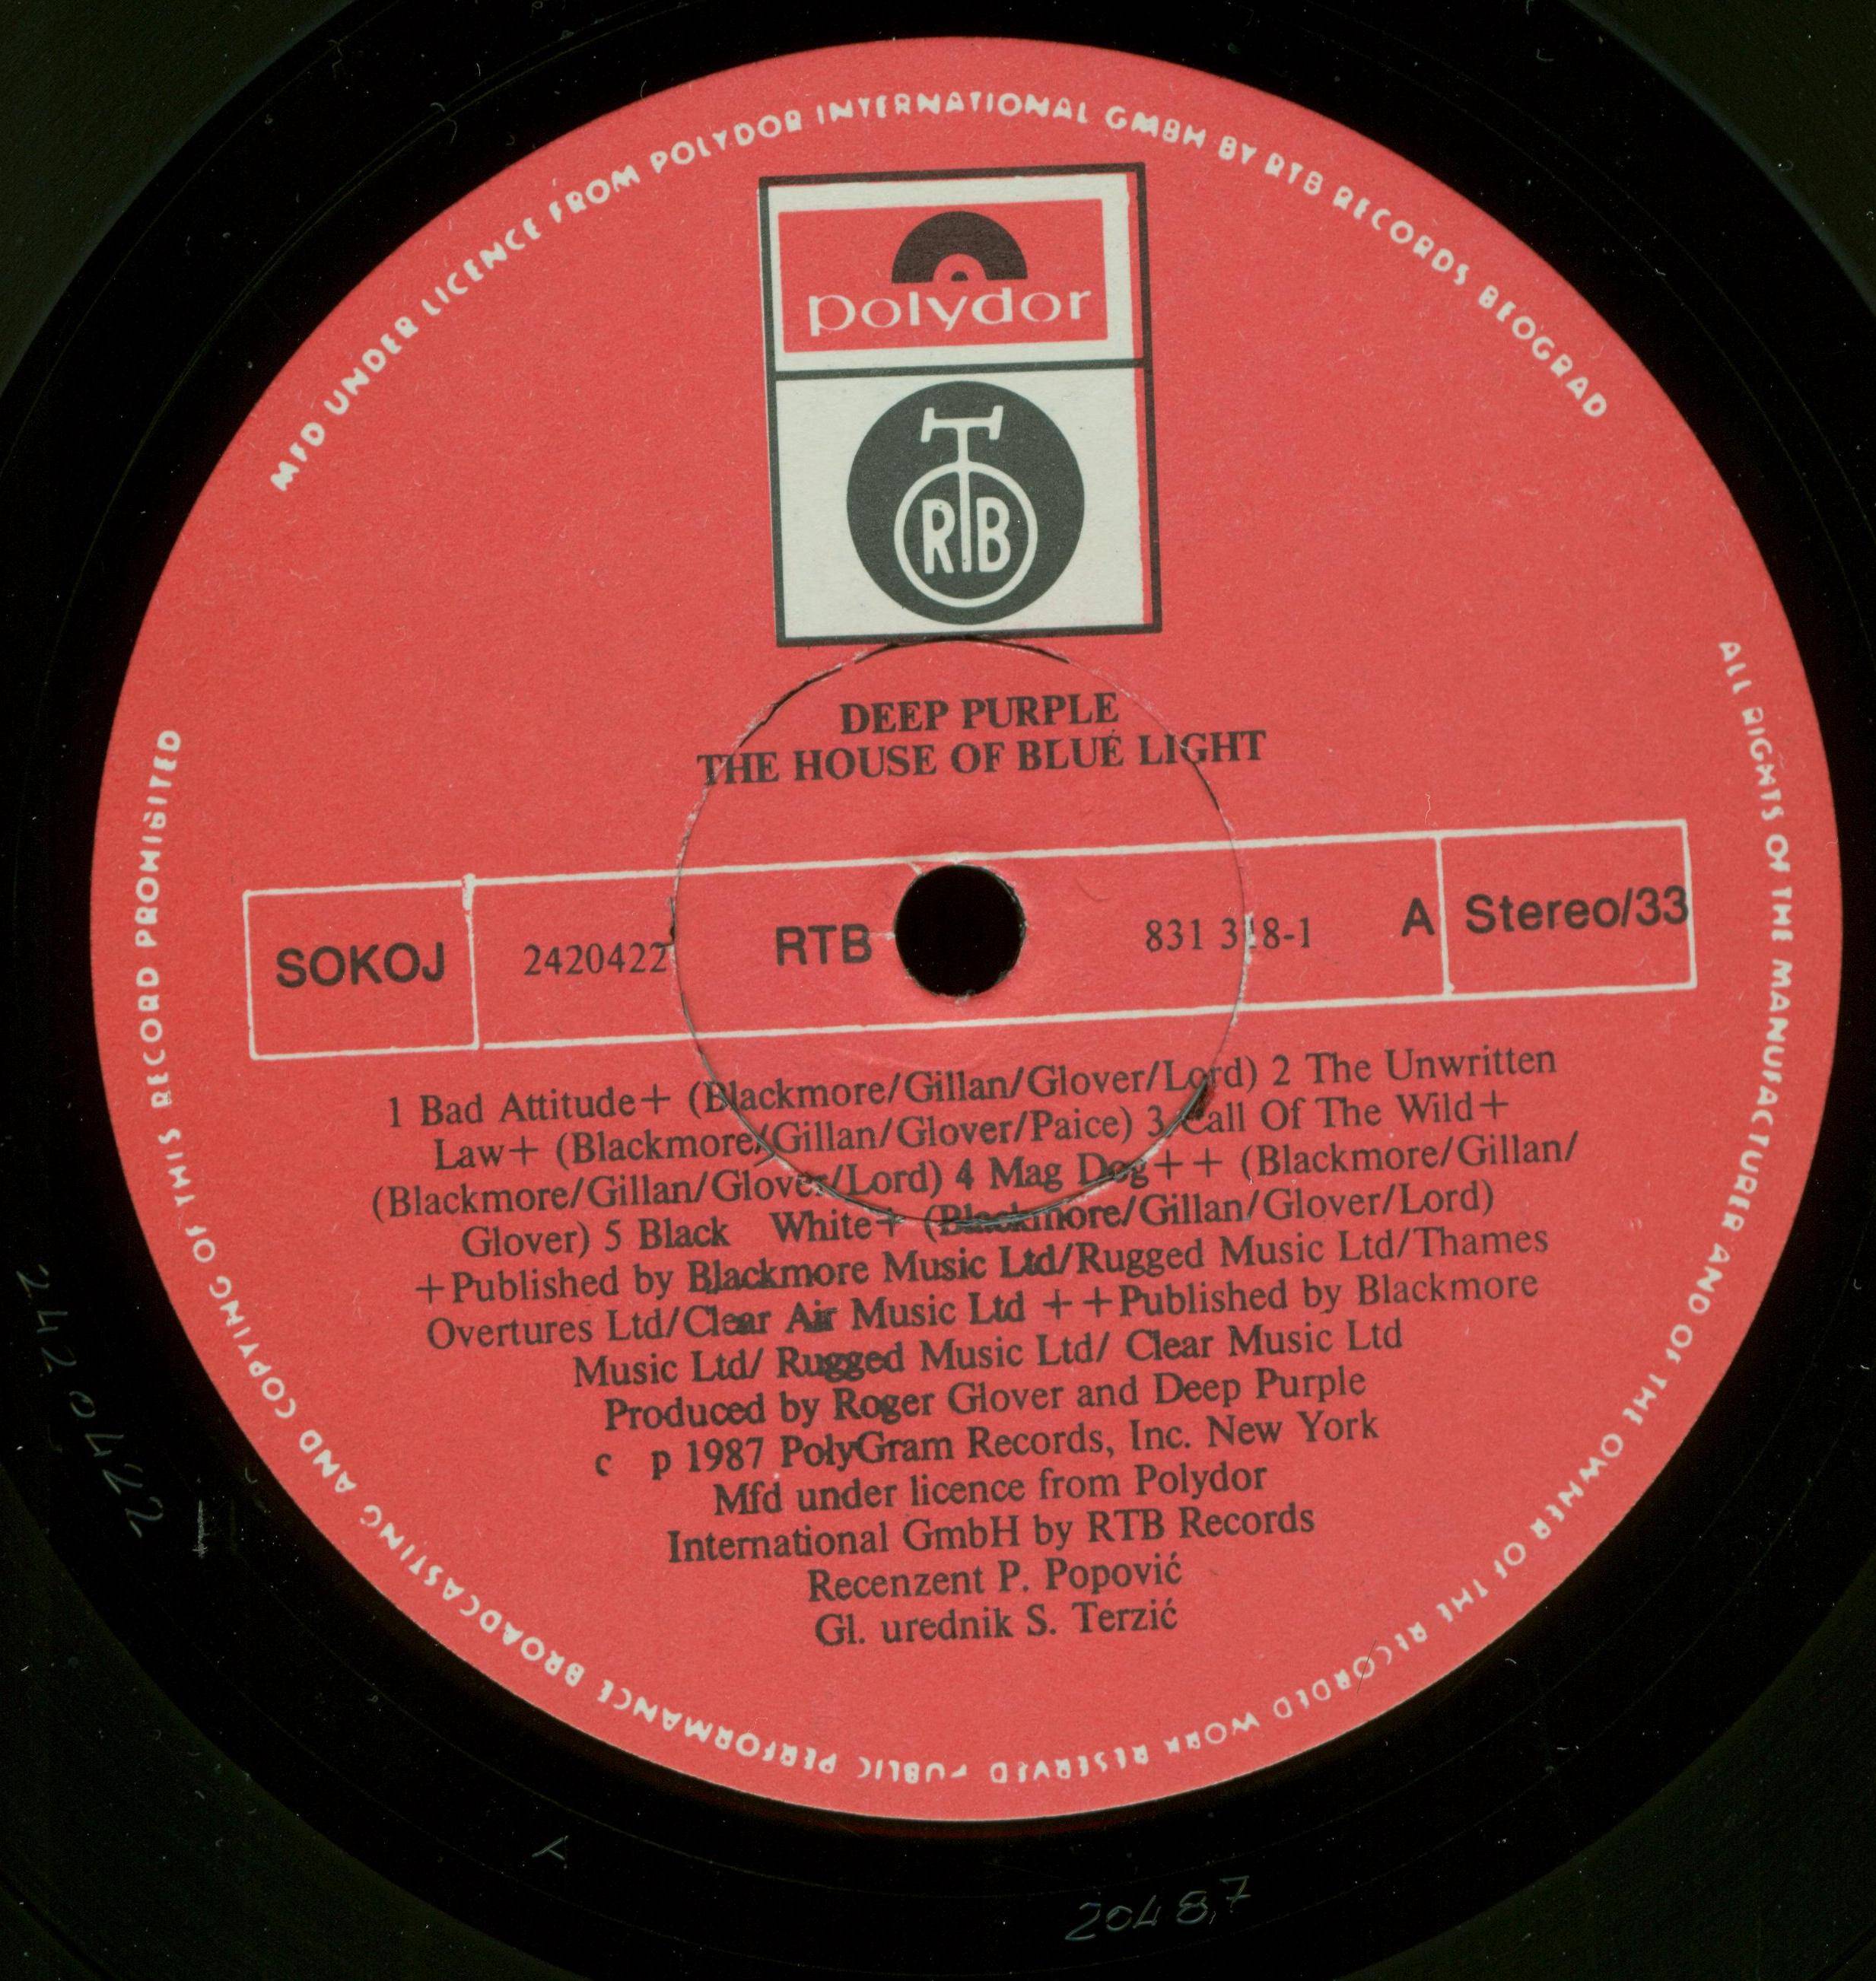 MFD UNDER LICENCE FROM POLYDOR INTERNATIONAL GMBH BY RTB RECORDS BEOGRAD
polydor
RTB
DEEP PURPLE
THE HOUSE OF BLUE LIGHT
SOKOJ 2420422 RTB 831 318-1 A Stereo/33
1 Bad Attitude+ (Blackmore/Gillan/Glover/Lord) 2 The Unwritten
Law+ (Blackmore/Gillan/Glover/Paice) 3 Call Of The Wild+
(Blackmore/Gillan/Glover/Lord) 4 Mag Dog++ (Blackmore/Gillan/
Glover) 5 Black White+ (Blackmore/Gillan/Glover/Lord)
+Published by Blackmore Music Ltd/Rugged Music Ltd/Thames
Overtures Ltd/Clear Air Music Ltd ++Published by Blackmore
Music Ltd/ Rugged Music Ltd/ Clear Music Ltd
Produced by Roger Glover and Deep Purple
c p 1987 PolyGram Records, Inc. New York
Mfd under licence from Polydor
International GmbH by RTB Records
Recenzent P. Popović
Gl. urednik S. Terzić
ALL RIGHTS OF THE MANUFACTURER AND OF THE OWNER OF THE RECORDED WORK RESERVED PUBLIC PERFORMANCE BROADCASTING AND COPYING OF THIS RECORD PROHIBITED
2420422
A
20487